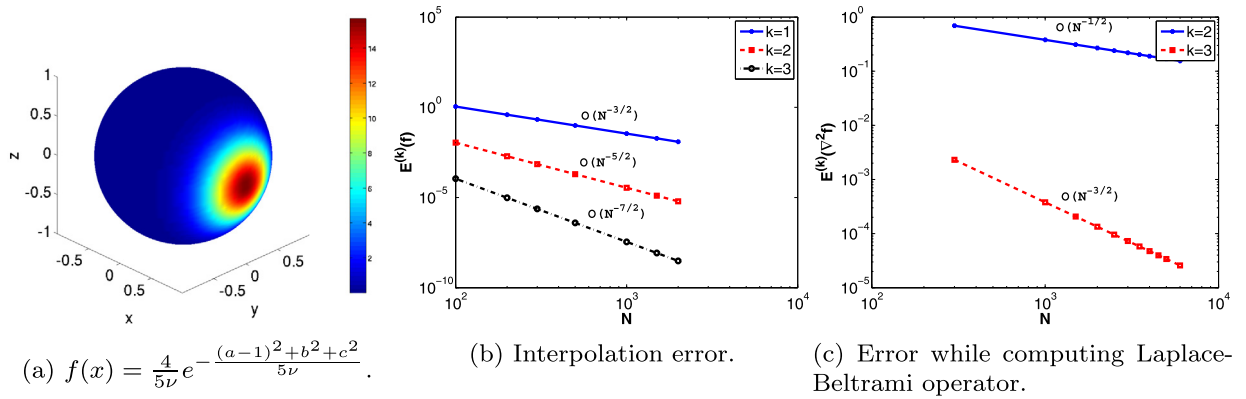 1
0.5
0
-0.5
-1
z
-0.5
0
0.5
x
-0.5
0
0.5
y
14
12
10
8
6
4
2
(a) f(x) = \frac{4}{5ν} e^{-\frac{(a-1)^2+b^2+c^2}{5ν}}.
10^5
10^0
10^{-5}
10^{-10}
E^{(k)}(f)
k=1
k=2
k=3
O(N^{-3/2})
O(N^{-5/2})
O(N^{-7/2})
10^2
10^3
10^4
N
(b) Interpolation error.
10^0
10^{-1}
10^{-2}
10^{-3}
10^{-4}
10^{-5}
E^{(k)}(∇^2f)
O(N^{-1/2})
k=2
k=3
O(N^{-3/2})
10^2
10^3
10^4
N
(c) Error while computing Laplace-
Beltrami operator.